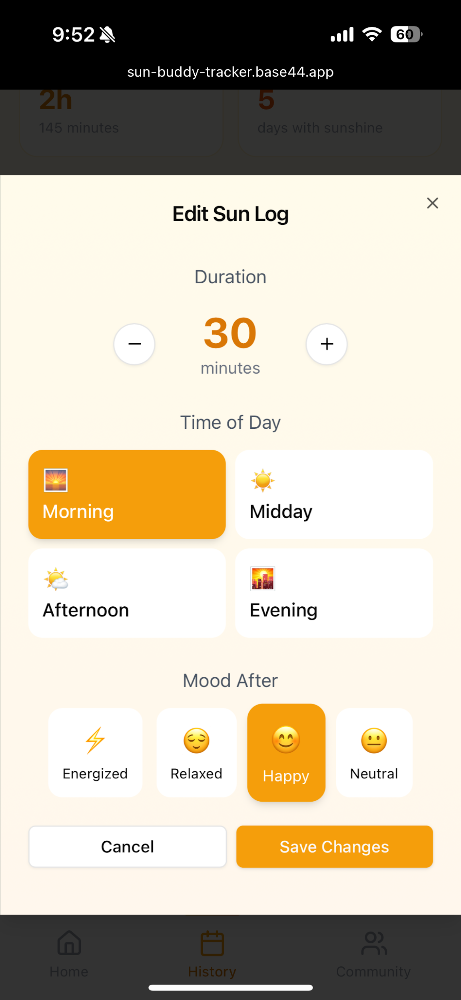 9:52
60
sun-buddy-tracker.base44.app
2h
5
145 minutes
days with sunshine
Edit Sun Log
Duration
30
minutes
Time of Day
Morning
Midday
Afternoon
Evening
Mood After
Energized
Relaxed
Happy
Neutral
Cancel
Save Changes
Home
History
Community